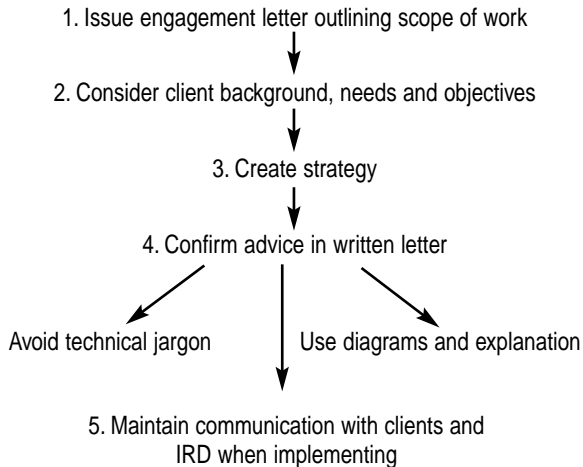 1. Issue engagement letter outlining scope of work
2. Consider client background, needs and objectives
3. Create strategy
4. Confirm advice in written letter
Avoid technical jargon
Use diagrams and explanation
5. Maintain communication with clients and
IRD when implementing